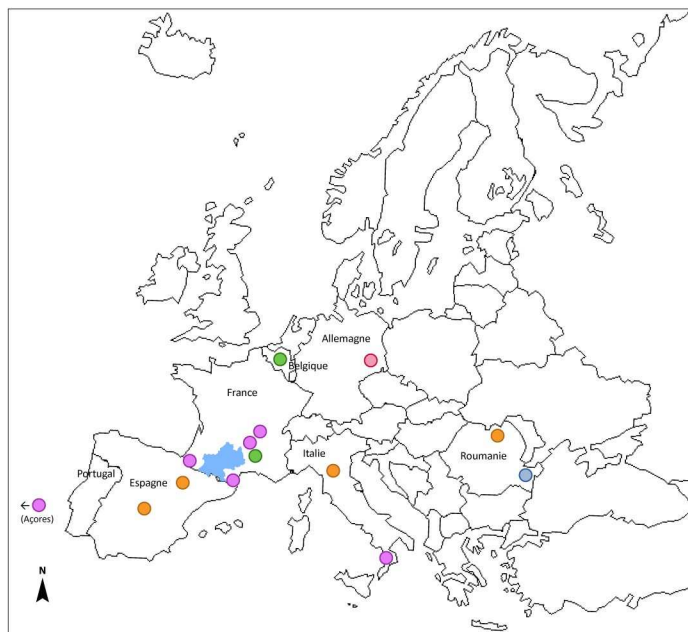 Allemagne
Belgique
France
Italie
Roumanie
Portugal
Espagne
←
(Açores)
N